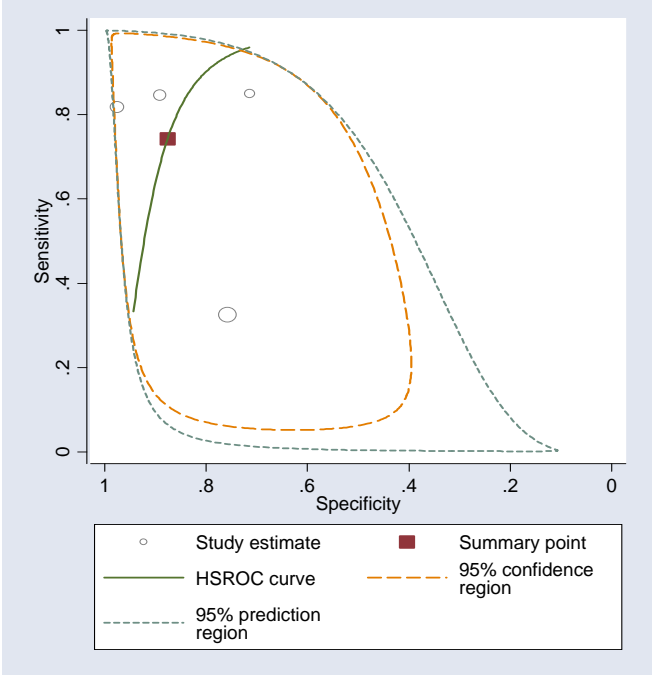 Sensitivity
1
.8
.6
.4
.2
0
1 .8 .6 .4 .2 0
Specificity
Study estimate
Summary point
HSROC curve
95% confidence
region
95% prediction
region